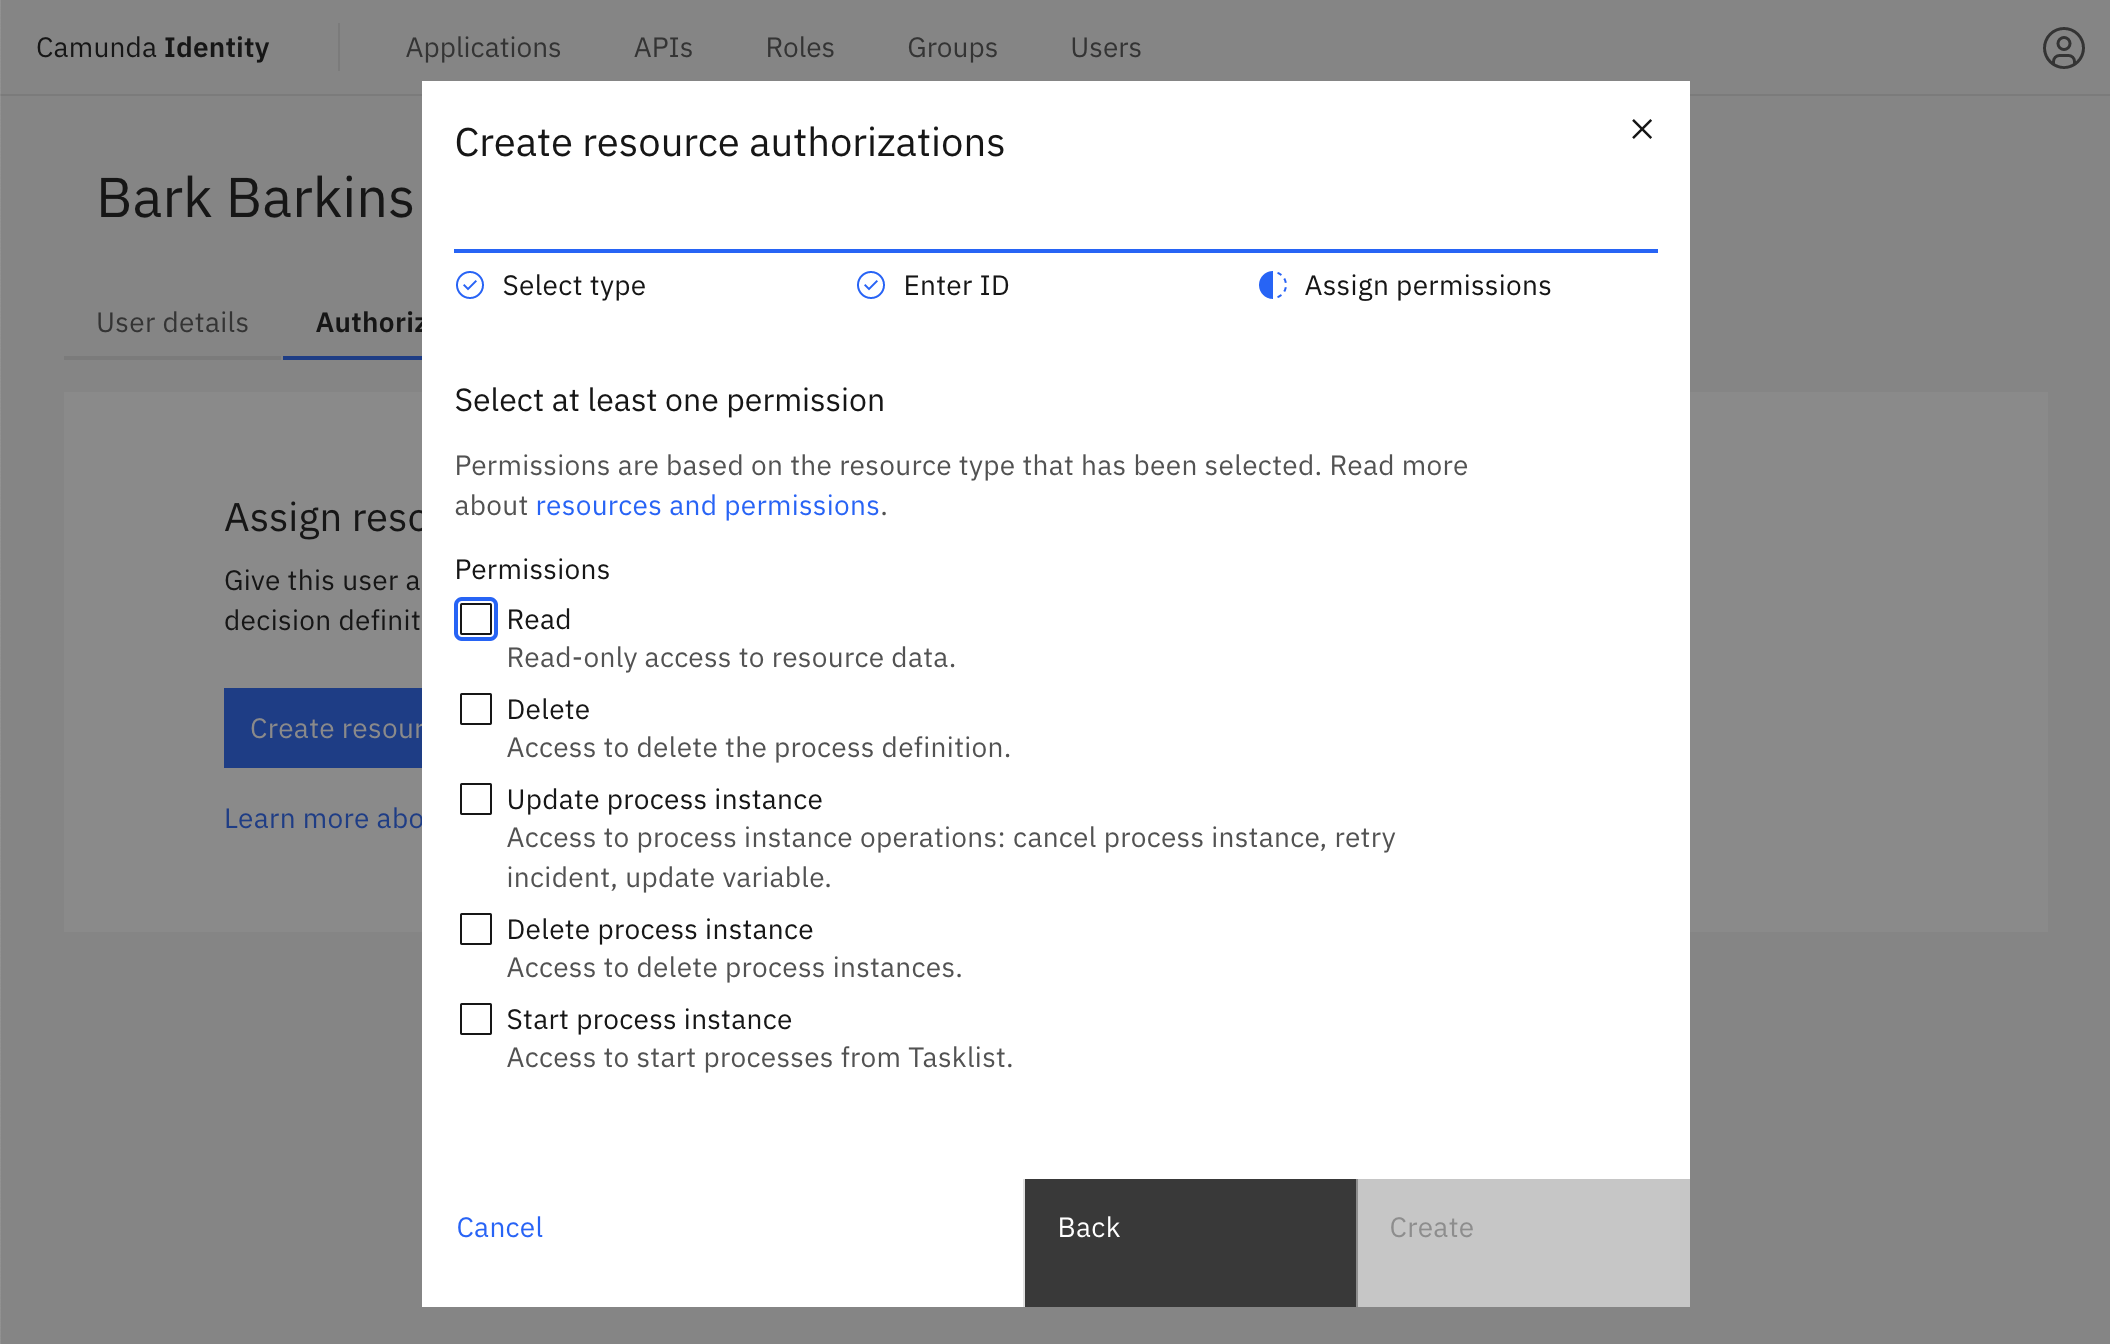 Camunda Identity
Applications
APIs
Roles
Groups
Users
Bark Barkins
User details
Authoriz
Assign reso
Give this user a
decision definit
Create resour
Learn more abo
Create resource authorizations
Select type
Enter ID
Assign permissions
Select at least one permission
Permissions are based on the resource type that has been selected. Read more
about resources and permissions.
Permissions
Read
Read-only access to resource data.
Delete
Access to delete the process definition.
Update process instance
Access to process instance operations: cancel process instance, retry
incident, update variable.
Delete process instance
Access to delete process instances.
Start process instance
Access to start processes from Tasklist.
Cancel
Back
Create